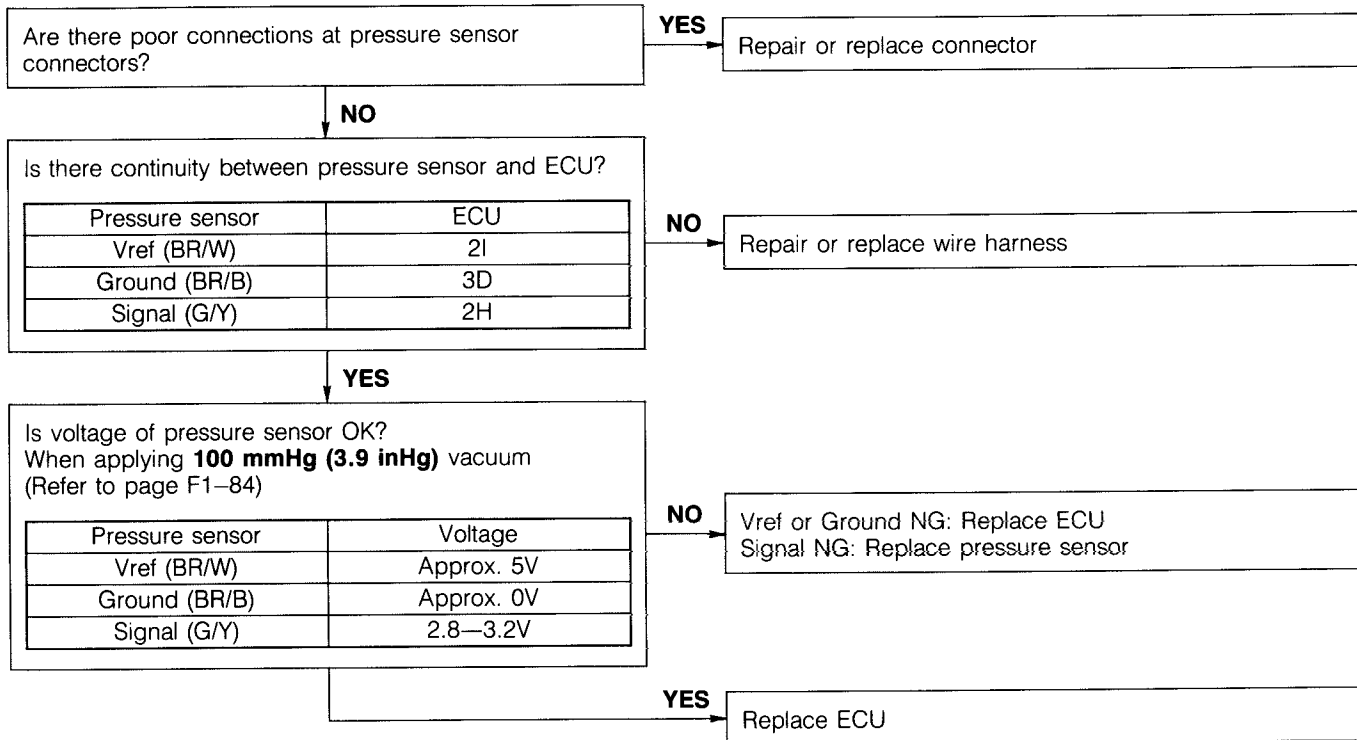 Are there poor connections at pressure sensor
connectors?
YES
Repair or replace connector
NO
Is there continuity between pressure sensor and ECU?
Pressure sensor ECU
Vref (BR/W) 2I
Ground (BR/B) 3D
Signal (G/Y) 2H
NO
Repair or replace wire harness
YES
Is voltage of pressure sensor OK?
When applying 100 mmHg (3.9 inHg) vacuum
(Refer to page F1–84)
Pressure sensor Voltage
Vref (BR/W) Approx. 5V
Ground (BR/B) Approx. 0V
Signal (G/Y) 2.8—3.2V
NO
Vref or Ground NG: Replace ECU
Signal NG: Replace pressure sensor
YES
Replace ECU